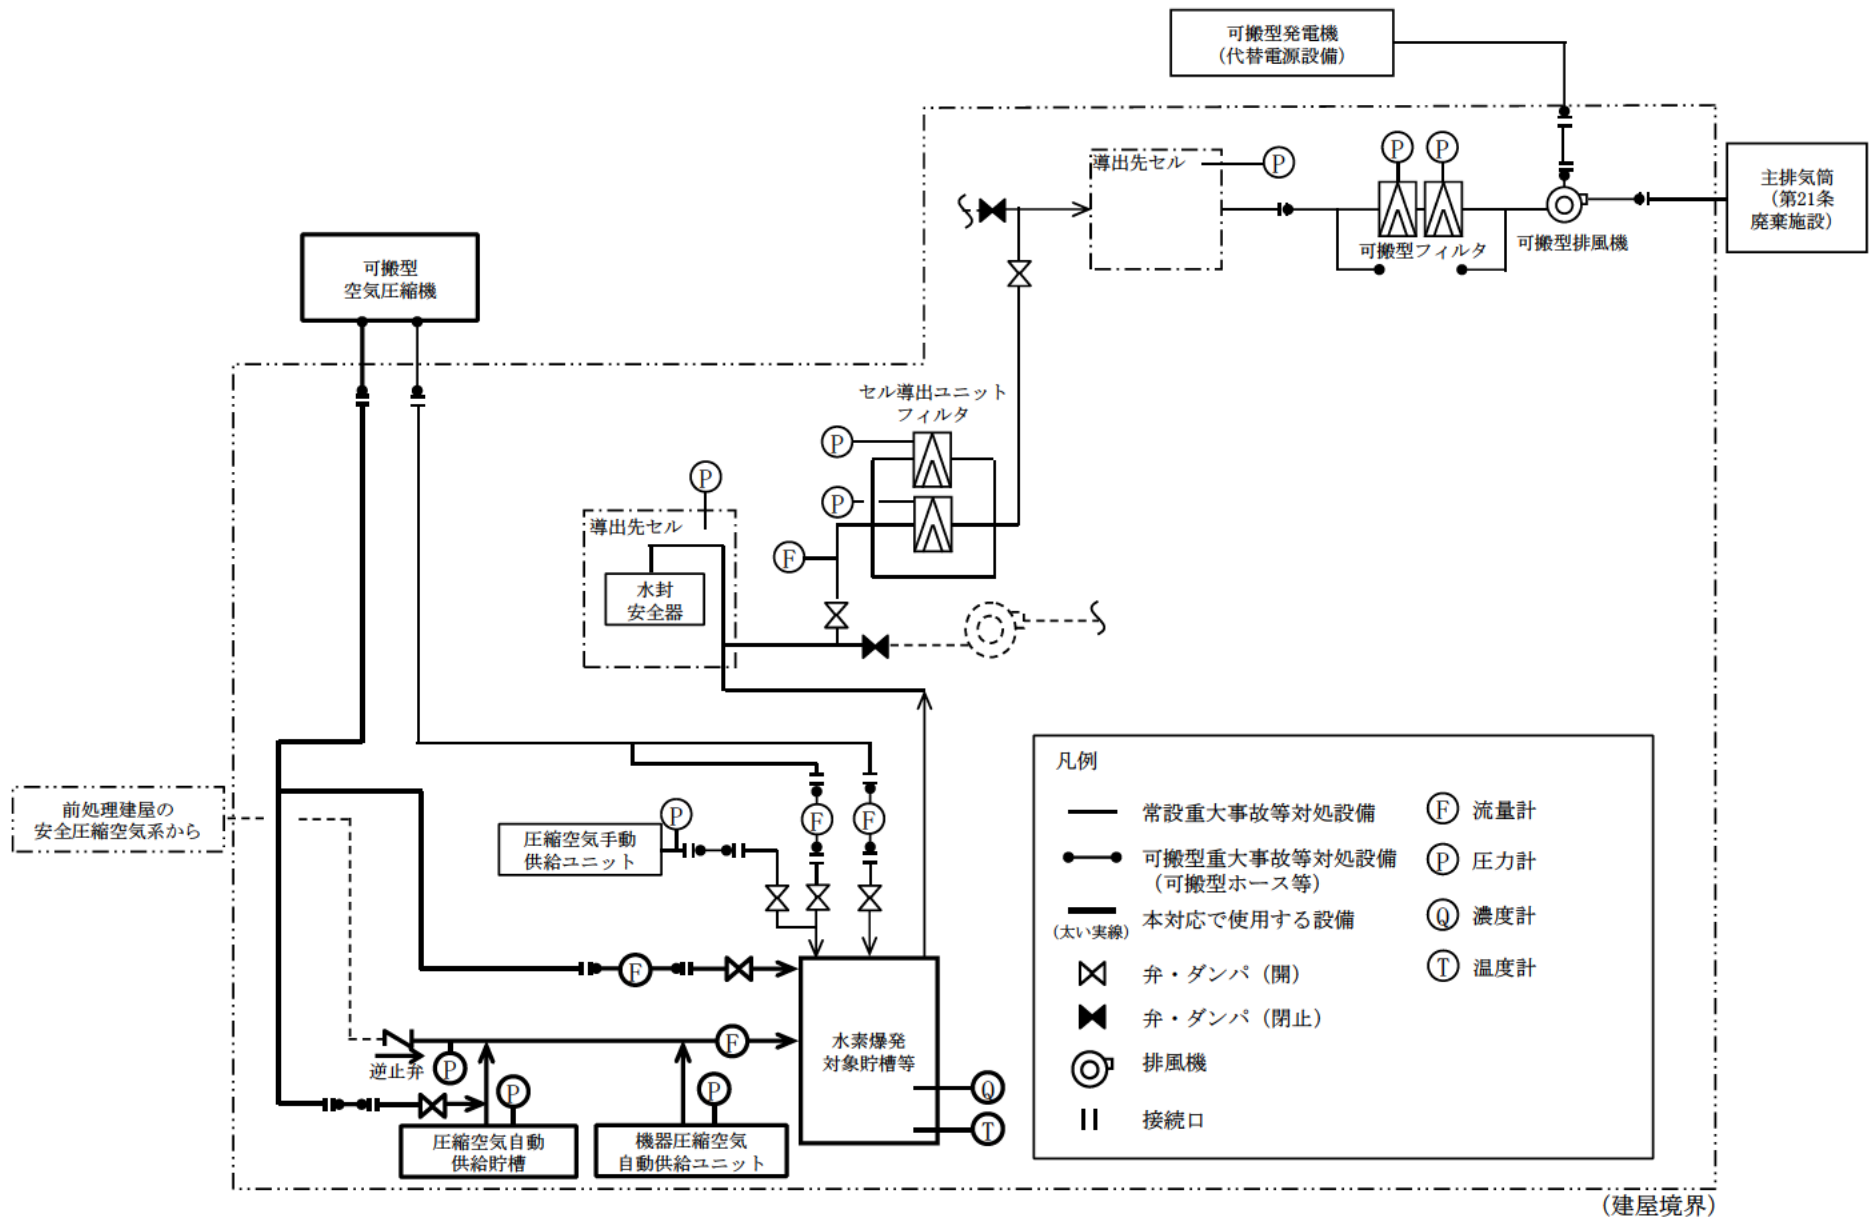 可搬型発電機
（代替電源設備）
導出先セル
P
P
P
主排気筒
（第21条
廃棄施設）
可搬型フィルタ
可搬型排風機
可搬型
空気圧縮機
セル導出ユニット
フィルタ
P
P
P
導出先セル
F
水封
安全器
前処理建屋の
安全圧縮空気系から
圧縮空気手動
供給ユニット
P
F
F
F
F
逆止弁
P
P
P
水素爆発
対象貯槽等
Q
T
圧縮空気自動
供給貯槽
機器圧縮空気
自動供給ユニット
凡例
常設重大事故等対処設備
可搬型重大事故等対処設備
（可搬型ホース等）
本対応で使用する設備
(太い実線)
弁・ダンパ（開）
弁・ダンパ（閉止）
排風機
接続口
F 流量計
P 圧力計
Q 濃度計
T 温度計
（建屋境界）